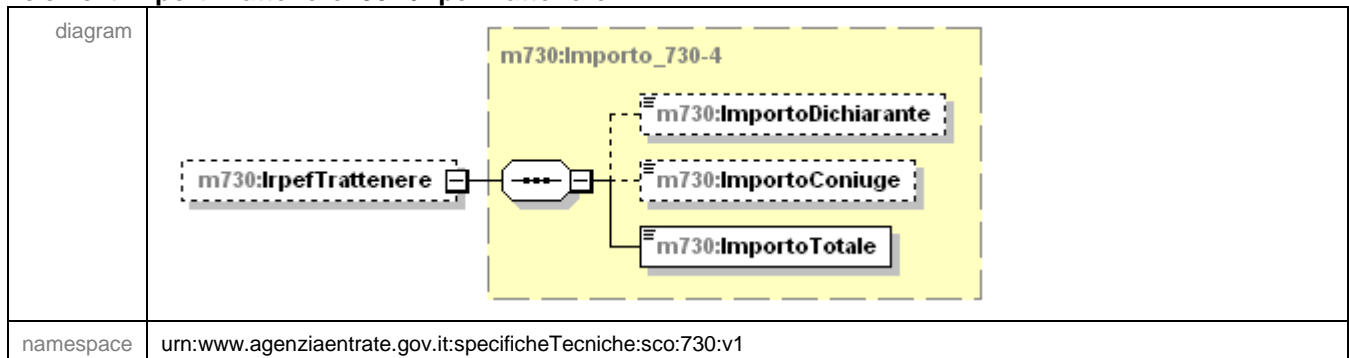 diagram
m730:Importo_730-4
m730:ImportoDichiarante
m730:IrpefTrattenere
m730:ImportoConiuge
m730:ImportoTotale
namespace
urn:www.agenziaentrate.gov.it:specificheTecniche:sco:730:v1